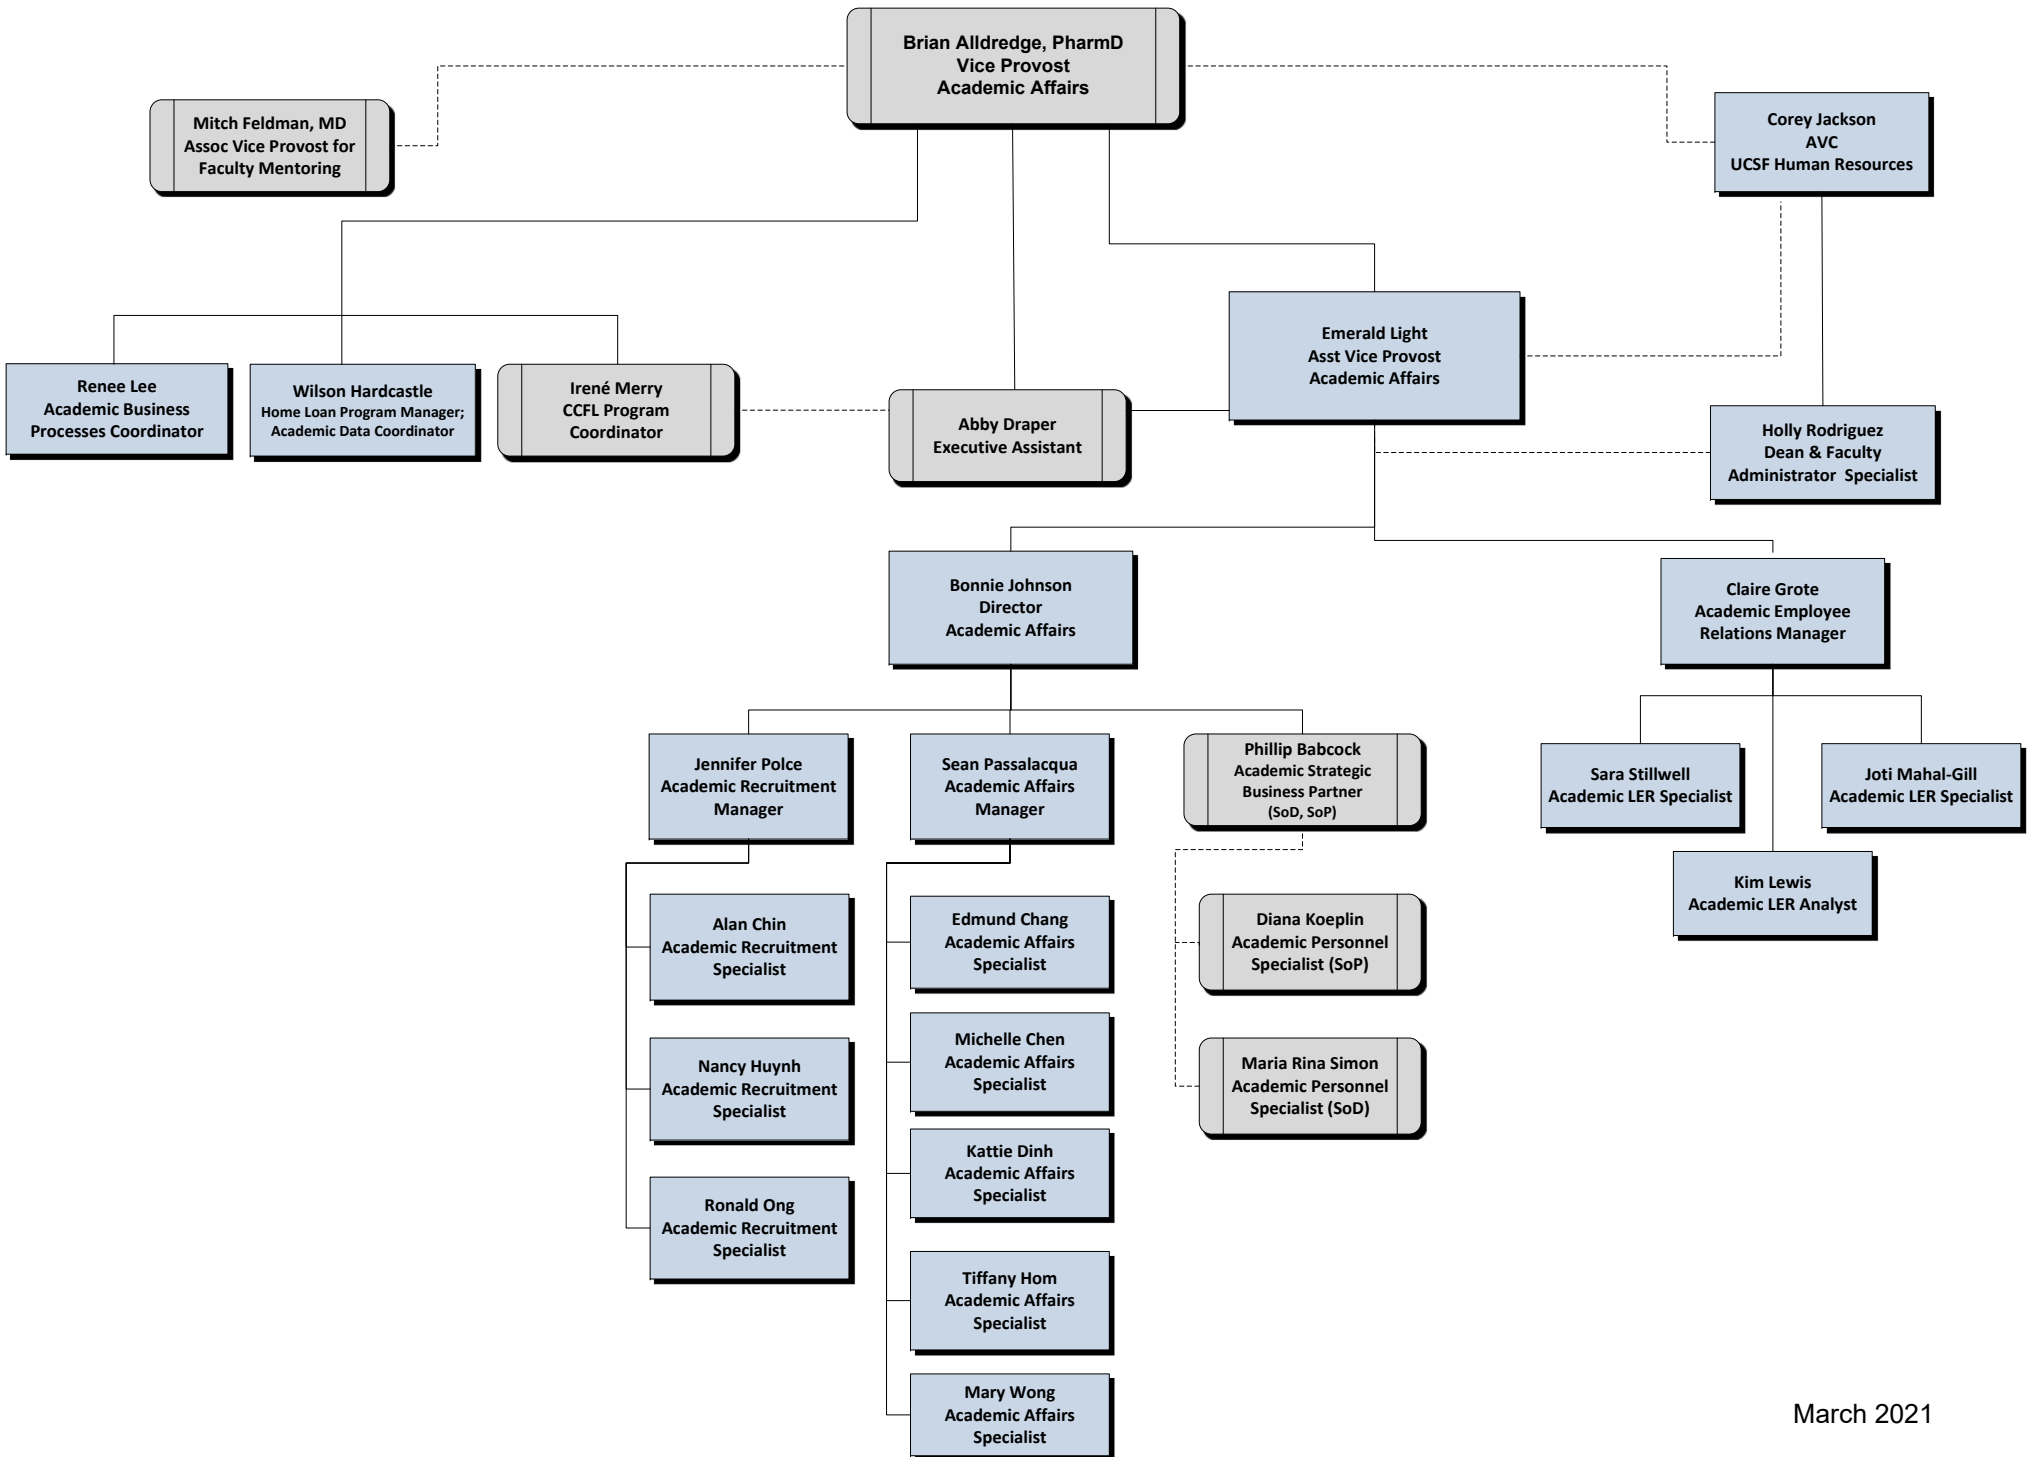 Brian Alldredge, PharmD
Vice Provost
Academic Affairs
Mitch Feldman, MD
Assoc Vice Provost for
Faculty Mentoring
Corey Jackson
AVC
UCSF Human Resources
Emerald Light
Asst Vice Provost
Academic Affairs
Renee Lee
Academic Business
Processes Coordinator
Wilson Hardcastle
Home Loan Program Manager;
Academic Data Coordinator
Irené Merry
CCFL Program
Coordinator
Abby Draper
Executive Assistant
Holly Rodriguez
Dean & Faculty
Administrator Specialist
Bonnie Johnson
Director
Academic Affairs
Claire Grote
Academic Employee
Relations Manager
Jennifer Polce
Academic Recruitment
Manager
Sean Passalacqua
Academic Affairs
Manager
Phillip Babcock
Academic Strategic
Business Partner
(SoD, SoP)
Sara Stillwell
Academic LER Specialist
Joti Mahal-Gill
Academic LER Specialist
Kim Lewis
Academic LER Analyst
Alan Chin
Academic Recruitment
Specialist
Edmund Chang
Academic Affairs
Specialist
Diana Koeplin
Academic Personnel
Specialist (SoP)
Nancy Huynh
Academic Recruitment
Specialist
Michelle Chen
Academic Affairs
Specialist
Maria Rina Simon
Academic Personnel
Specialist (SoD)
Kattie Dinh
Academic Affairs
Specialist
Ronald Ong
Academic Recruitment
Specialist
Tiffany Hom
Academic Affairs
Specialist
Mary Wong
Academic Affairs
Specialist
March 2021